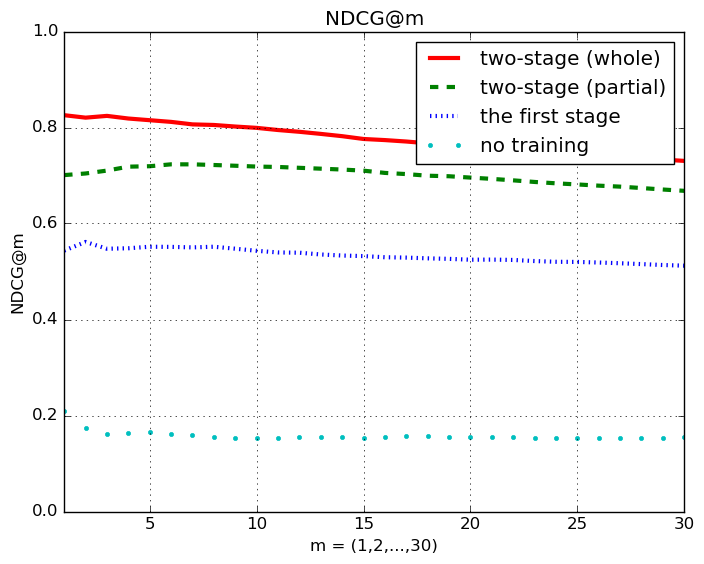 NDCG@m
1.0
0.8
0.6
0.4
0.2
0.0
NDCG@m
two-stage (whole)
two-stage (partial)
the first stage
no training
5
10
15
20
25
30
m = (1,2,...,30)